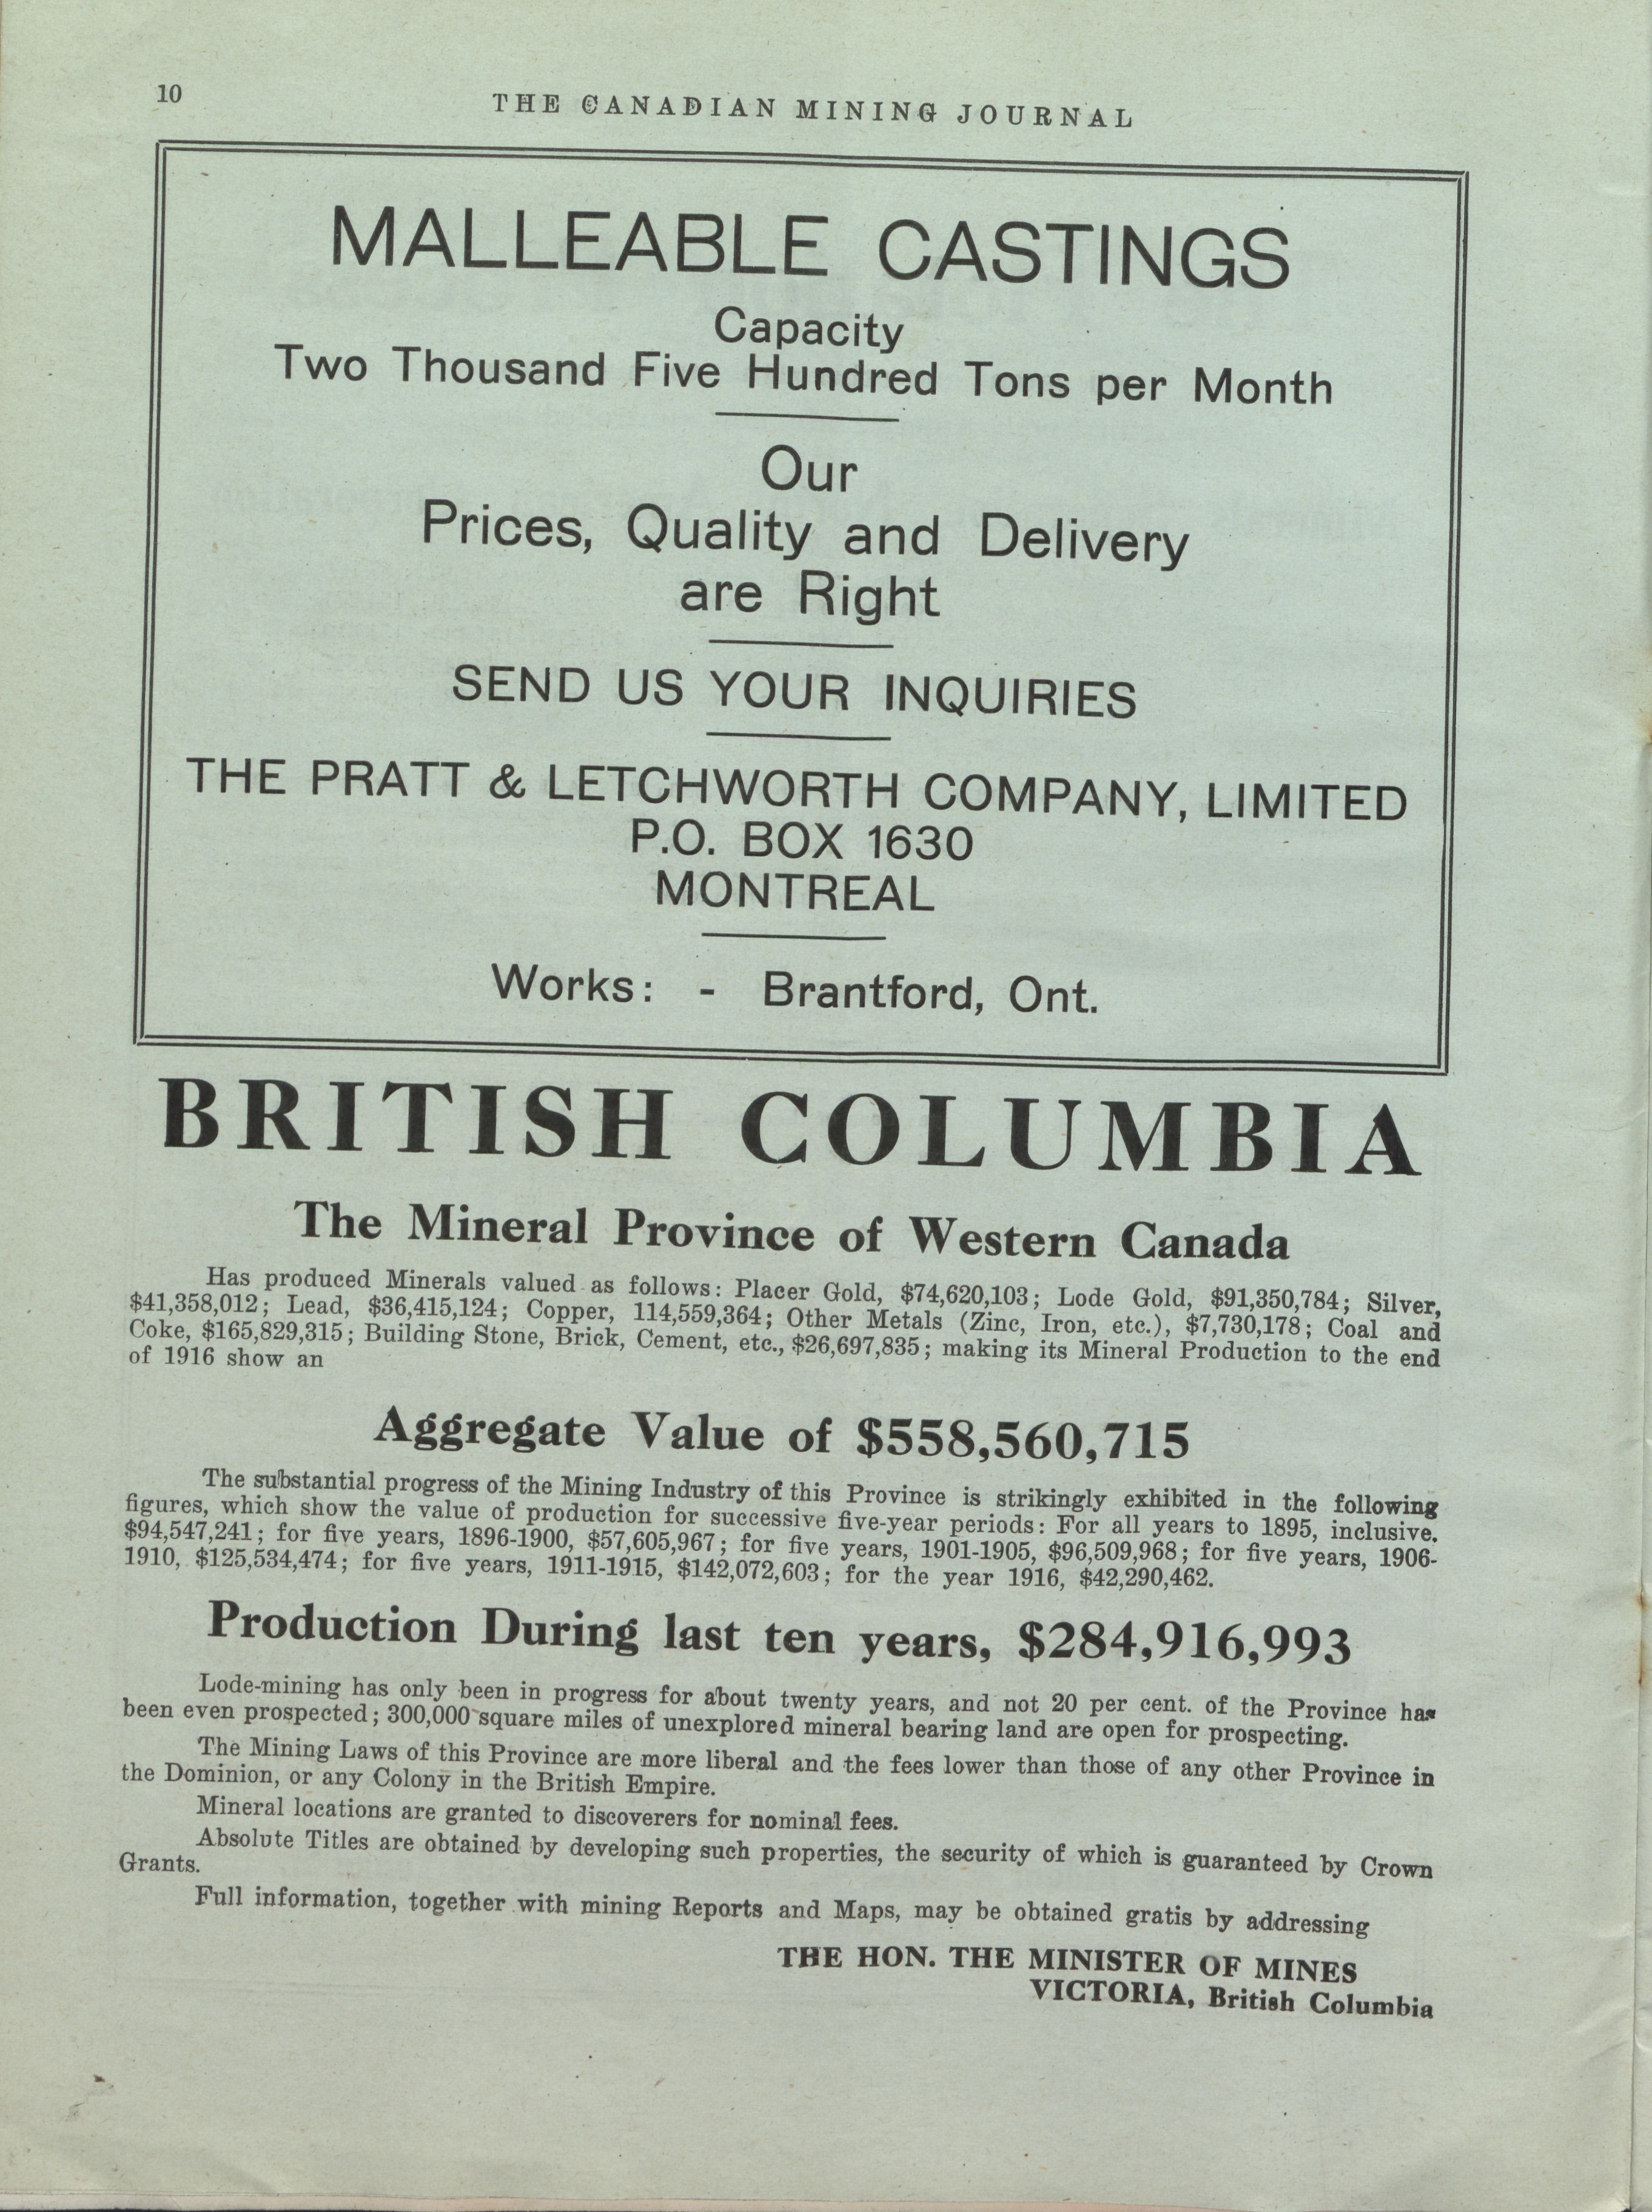 10
THE CANADIAN MINING JOURNAL
MALLEABLE CASTINGS
Capacity
Two Thousand Five Hundred Tons per Month
Our
Prices, Quality and Delivery
are Right
SEND US YOUR INQUIRIES
THE PRATT & LETCHWORTH COMPANY, LIMITED
P.O. BOX 1630
MONTREAL
Works: - Brantford, Ont.
BRITISH COLUMBIA
The Mineral Province of Western Canada
Has produced Minerals valued as follows: Placer Gold, $74,620,103; Lode Gold, $91,350,784; Silver,
$41,358,012; Lead, $36,415,124; Copper, 114,559,364; Other Metals (Zinc, Iron, etc.), $7,730,178; Coal and
Coke, $165,829,315; Building Stone, Brick, Cement, etc., $26,697,835; making its Mineral Production to the end
of 1916 show an
Aggregate Value of $558,560,715
The substantial progress of the Mining Industry of this Province is strikingly exhibited in the following
figures, which show the value of production for successive five-year periods: For all years to 1895, inclusive.
$94,547,241; for five years, 1896-1900, $57,605,967; for five years, 1901-1905, $96,509,968; for five years, 1906-
1910, $125,534,474; for five years, 1911-1915, $142,072,603; for the year 1916, $42,290,462.
Production During last ten years, $284,916,993
Lode-mining has only been in progress for about twenty years, and not 20 per cent. of the Province has
been even prospected; 300,000 square miles of unexplored mineral bearing land are open for prospecting.
The Mining Laws of this Province are more liberal and the fees lower than those of any other Province in
the Dominion, or any Colony in the British Empire.
Mineral locations are granted to discoverers for nominal fees.
Absolute Titles are obtained by developing such properties, the security of which is guaranteed by Crown
Grants.
Full information, together with mining Reports and Maps, may be obtained gratis by addressing
THE HON. THE MINISTER OF MINES
VICTORIA, British Columbia